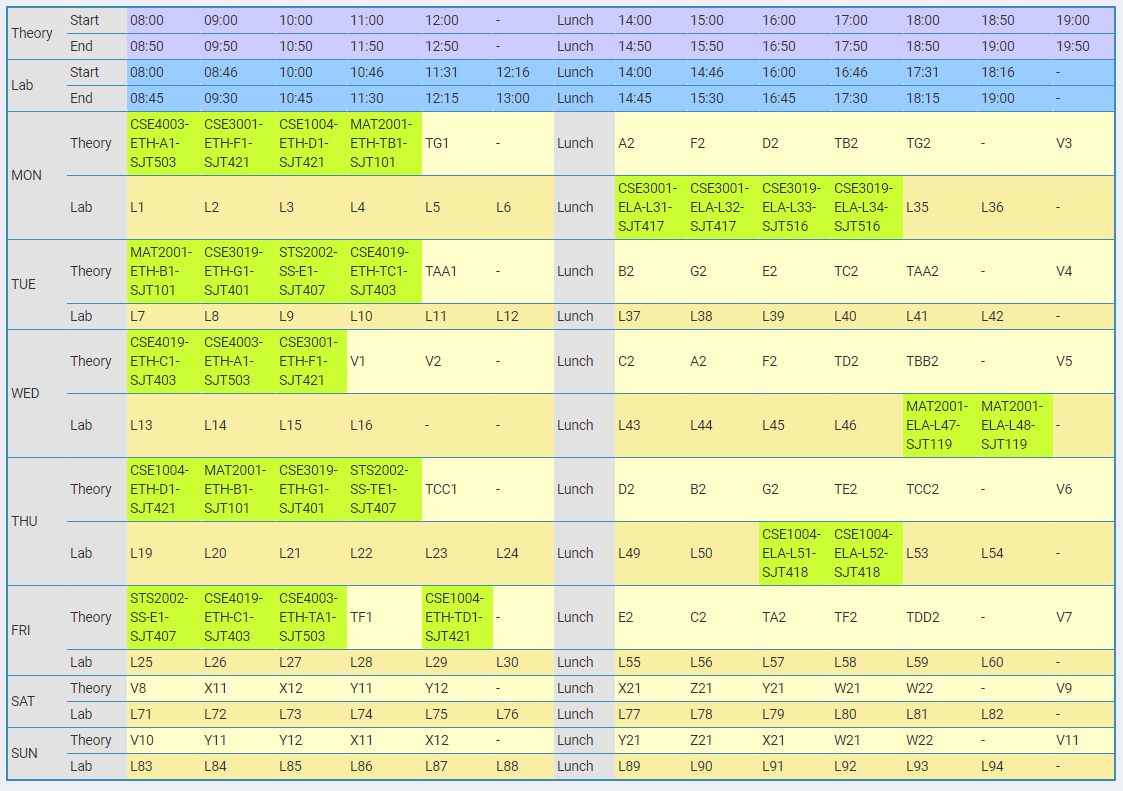 Theory Start 08:00 09:00 10:00 11:00 12:00 - Lunch 14:00 15:00 16:00 17:00 18:00 18:50 19:00
End 08:50 09:50 10:50 11:50 12:50 - Lunch 14:50 15:50 16:50 17:50 18:50 19:00 19:50
Lab Start 08:00 08:46 10:00 10:46 11:31 12:16 Lunch 14:00 14:46 16:00 16:46 17:31 18:16 -
End 08:45 09:30 10:45 11:30 12:15 13:00 Lunch 14:45 15:30 16:45 17:30 18:15 19:00 -
MON Theory CSE4003-ETH-A1-SJT503 CSE3001-ETH-F1-SJT421 CSE1004-ETH-D1-SJT421 MAT2001-ETH-TB1-SJT101 TG1 - Lunch A2 F2 D2 TB2 TG2 - V3
Lab L1 L2 L3 L4 L5 L6 Lunch CSE3001-ELA-L31-SJT417 CSE3001-ELA-L32-SJT417 CSE3019-ELA-L33-SJT516 CSE3019-ELA-L34-SJT516 L35 L36 -
TUE Theory MAT2001-ETH-B1-SJT101 CSE3019-ETH-G1-SJT401 STS2002-SS-E1-SJT407 CSE4019-ETH-TC1-SJT403 TAA1 - Lunch B2 G2 E2 TC2 TAA2 - V4
Lab L7 L8 L9 L10 L11 L12 Lunch L37 L38 L39 L40 L41 L42 -
WED Theory CSE4019-ETH-C1-SJT403 CSE4003-ETH-A1-SJT503 CSE3001-ETH-F1-SJT421 V1 V2 - Lunch C2 A2 F2 TD2 TBB2 - V5
Lab L13 L14 L15 L16 - - Lunch L43 L44 L45 L46 MAT2001-ELA-L47-SJT119 MAT2001-ELA-L48-SJT119 -
THU Theory CSE1004-ETH-D1-SJT421 MAT2001-ETH-B1-SJT101 CSE3019-ETH-G1-SJT401 STS2002-SS-TE1-SJT407 TCC1 - Lunch D2 B2 G2 TE2 TCC2 - V6
Lab L19 L20 L21 L22 L23 L24 Lunch L49 L50 CSE1004-ELA-L51-SJT418 CSE1004-ELA-L52-SJT418 L53 L54 -
FRI Theory STS2002-SS-E1-SJT407 CSE4019-ETH-C1-SJT403 CSE4003-ETH-TA1-SJT503 TF1 CSE1004-ETH-TD1-SJT421 - Lunch E2 C2 TA2 TF2 TDD2 - V7
Lab L25 L26 L27 L28 L29 L30 Lunch L55 L56 L57 L58 L59 L60 -
SAT Theory V8 X11 X12 Y11 Y12 - Lunch X21 Z21 Y21 W21 W22 - V9
Lab L71 L72 L73 L74 L75 L76 Lunch L77 L78 L79 L80 L81 L82 -
SUN Theory V10 Y11 Y12 X11 X12 - Lunch Y21 Z21 X21 W21 W22 - V11
Lab L83 L84 L85 L86 L87 L88 Lunch L89 L90 L91 L92 L93 L94 -